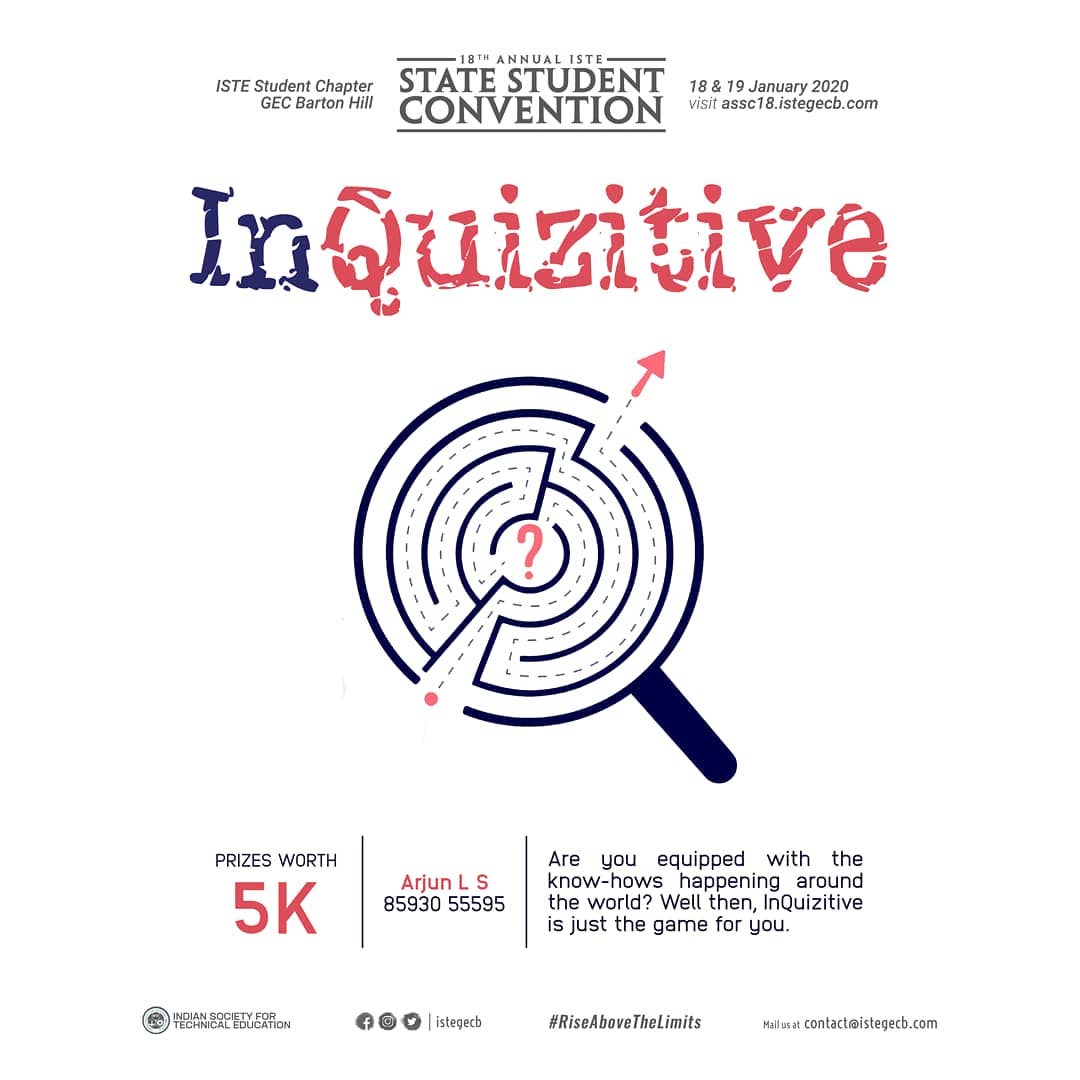 ISTE Student Chapter
GEC Barton Hill
18TH ANNUAL ISTE
STATE STUDENT
CONVENTION
18 & 19 January 2020
visit assc18.istegecb.com
InQuizitive
?
PRIZES WORTH
5K
Arjun L S
85930 55595
Are you equipped with the
know-hows happening around
the world? Well then, InQuizitive
is just the game for you.
INDIAN SOCIETY FOR
TECHNICAL EDUCATION
istegecb
#RiseAboveTheLimits
Mail us at contact@istegecb.com